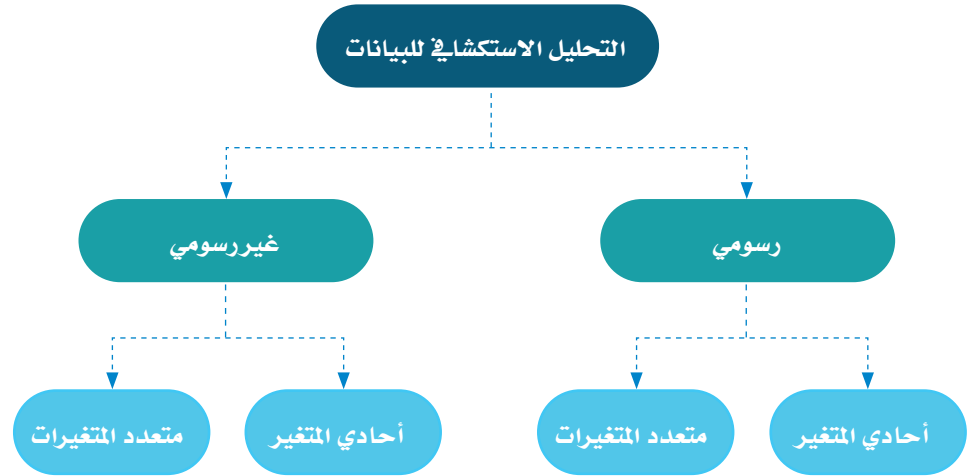 التحليل الاستكشافي للبيانات
رسومي
غير رسومي
أحادي المتغير
متعدد المتغيرات
أحادي المتغير
متعدد المتغيرات